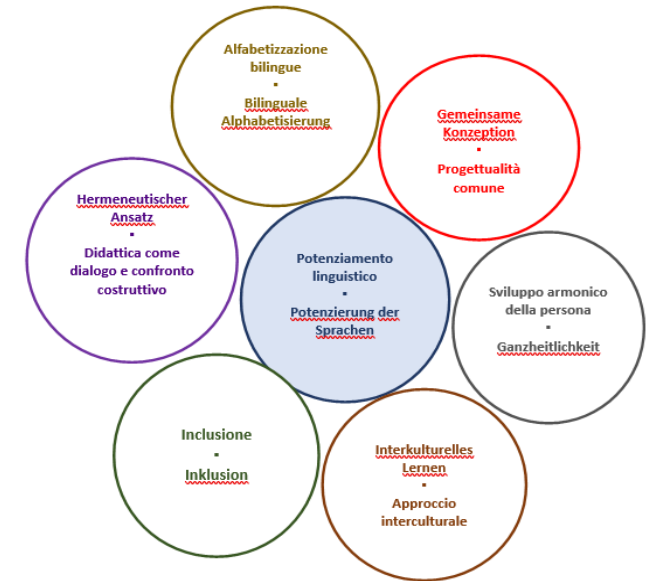 Alfabetizzazione
bilingue
▪
Bilinguale
Alphabetisierung
Gemeinsame
Konzeption
▪
Progettualità
comune
Hermeneutischer
Ansatz
▪
Didattica come
dialogo e confronto
costruttivo
Potenziamento
linguistico
▪
Potenzierung der
Sprachen
Sviluppo armonico
della persona
▪
Ganzheitlichkeit
Inclusione
▪
Inklusion
Interkulturelles
Lernen
▪
Approccio
interculturale